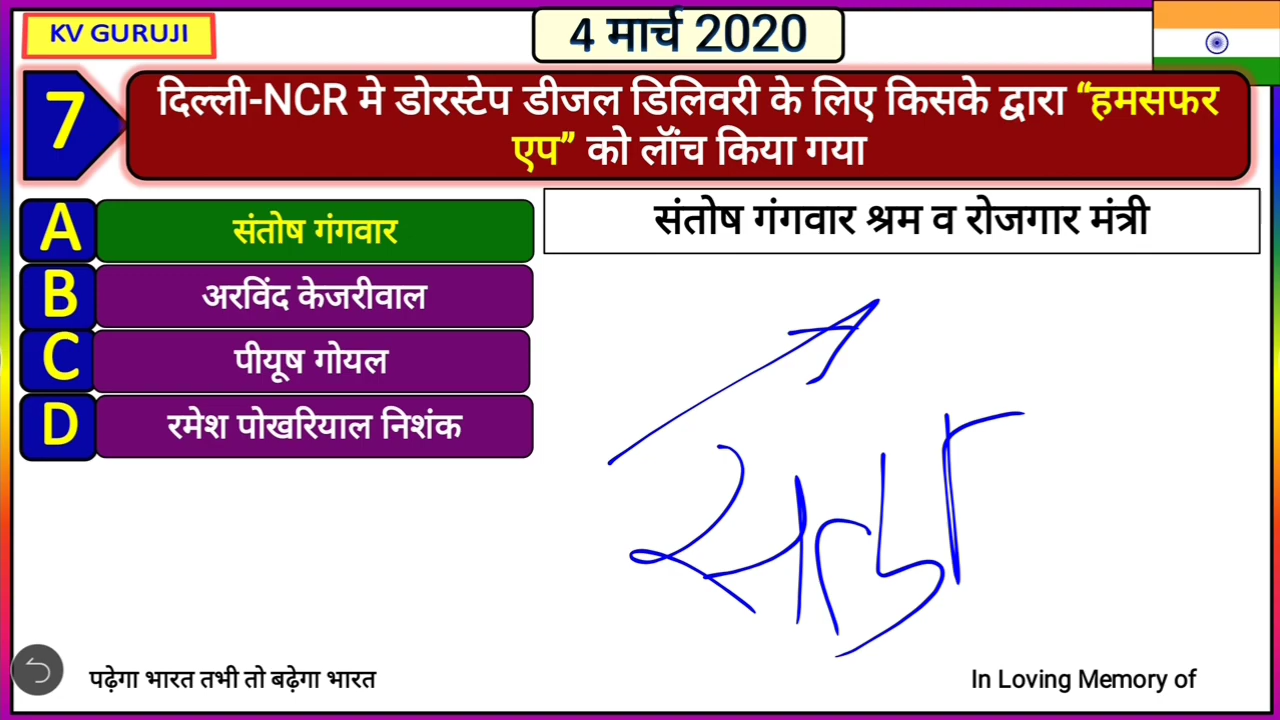 KV GURUJI
4 मार्च 2020
7
दिल्ली-NCR मे डोरस्टेप डीजल डिलिवरी के लिए किसके द्वारा “हमसफर
एप” को लॉंच किया गया
A संतोष गंगवार
B अरविंद केजरीवाल
C पीयूष गोयल
D रमेश पोखरियाल निशंक
संतोष गंगवार श्रम व रोजगार मंत्री
पढ़ेगा भारत तभी तो बढ़ेगा भारत
In Loving Memory of